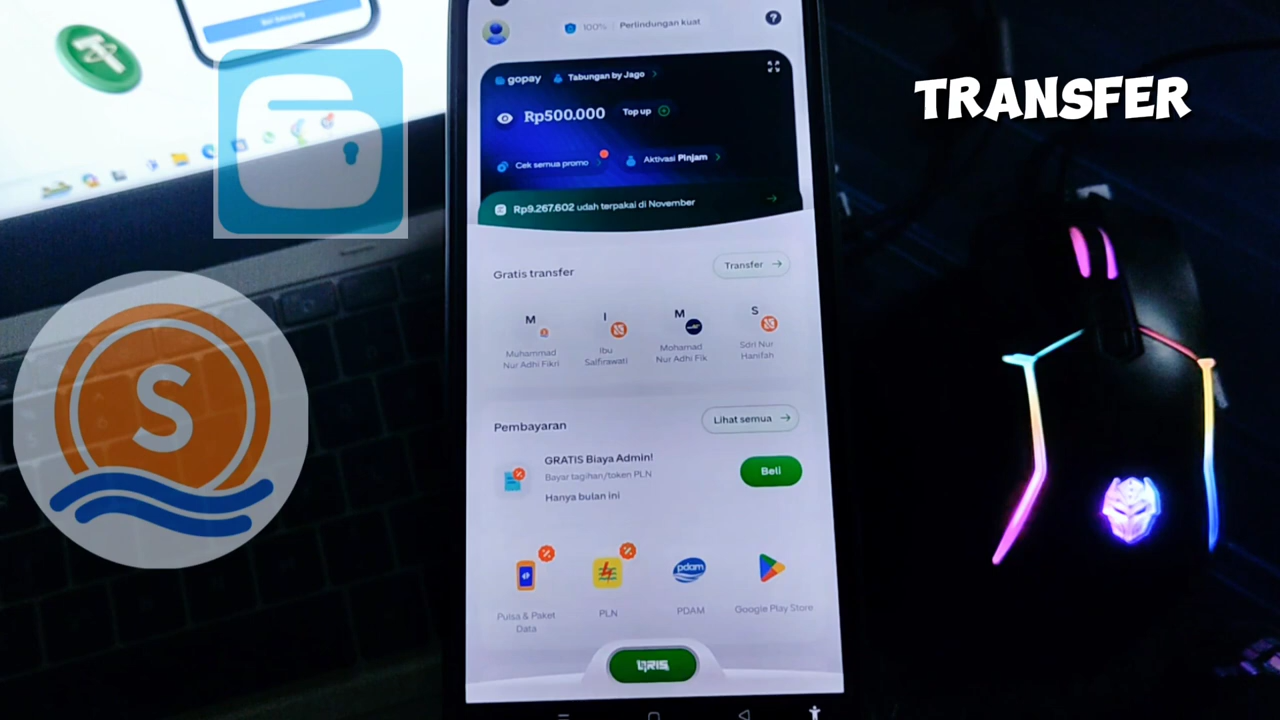 100% Perlindungan kuat
?
gopay Tabungan by Jago
TRANSFER
Rp500.000 Top up
Cek semua promo Aktivasi Pinjam
Rp9.267.602 udah terpakai di November
Gratis transfer Transfer
M I M S
Muhammad
Nur Adhi Fikri
Ibu
Salfirawati
Mohamad
Nur Adhi Fik
Sdri Nur
Hanifah
S
Pembayaran Lihat semua
GRATIS Biaya Admin!
Bayar tagihan/token PLN
Hanya bulan ini
Beli
pdam
Pulsa & Paket
Data
PLN
PDAM
Google Play Store
QRIS